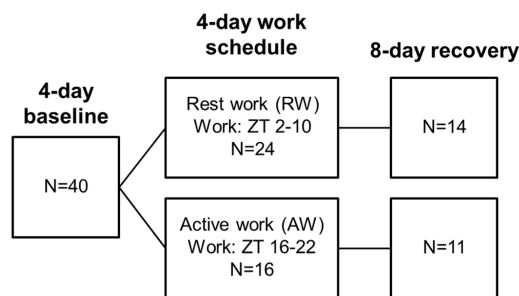 4-day work
schedule
8-day recovery
4-day
baseline
N=40
Rest work (RW)
Work: ZT 2-10
N=24
N=14
Active work (AW)
Work: ZT 16-22
N=16
N=11